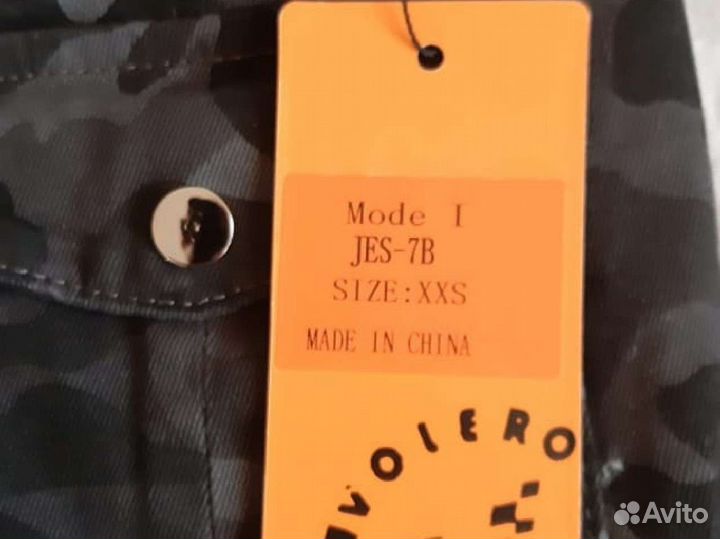 Mode I
JES-7B
SIZE:XXS
MADE IN CHINA
VOLERO
Avito